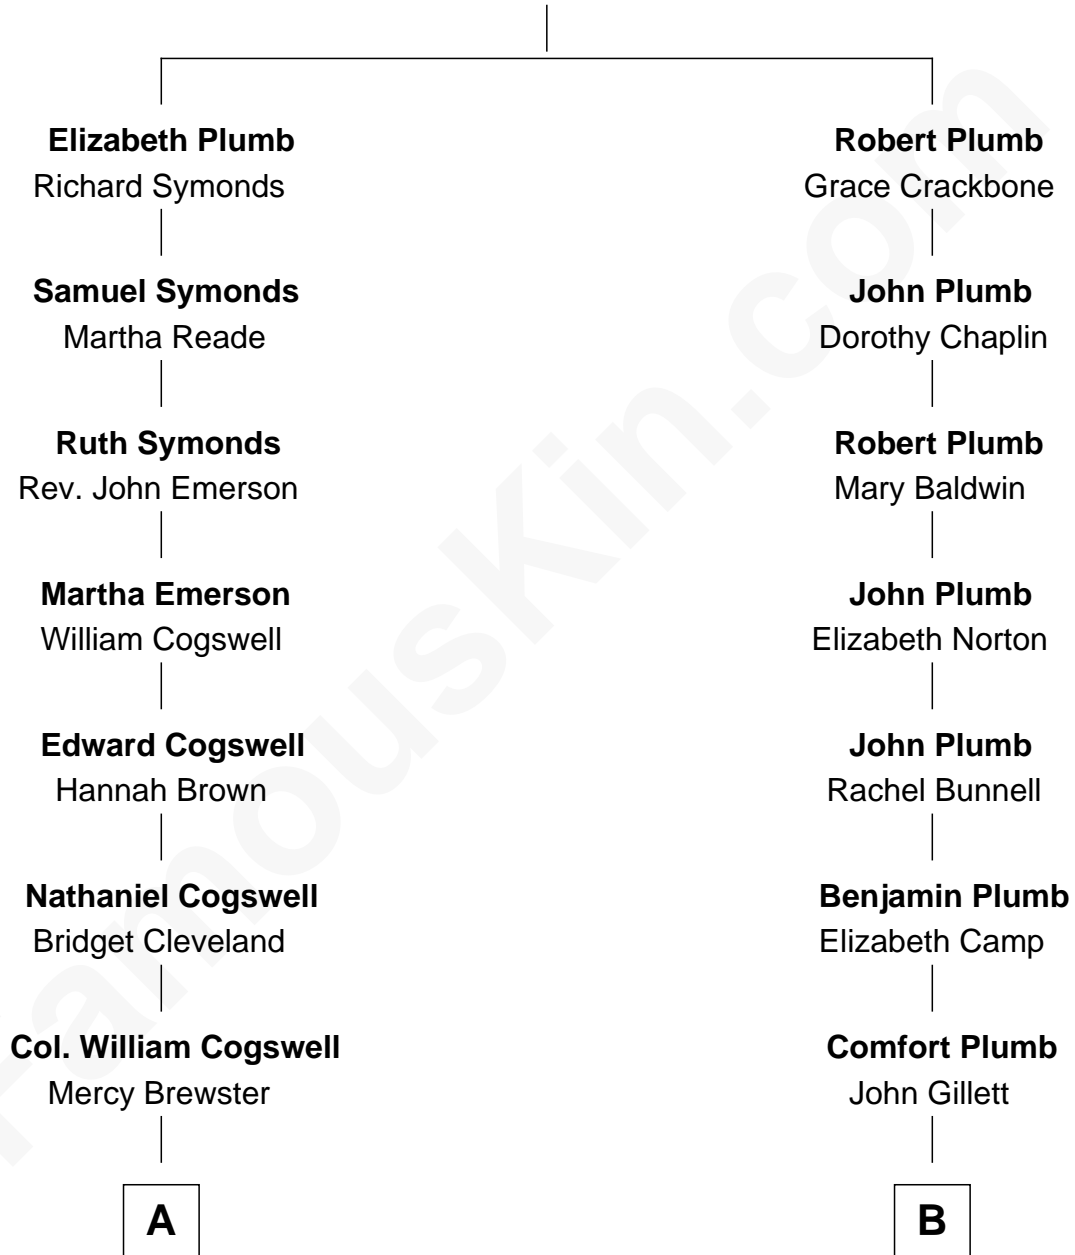 Elizabeth Plumb
Richard Symonds
Samuel Symonds
Martha Reade
Ruth Symonds
Rev. John Emerson
Martha Emerson
William Cogswell
Edward Cogswell
Hannah Brown
Nathaniel Cogswell
Bridget Cleveland
Col. William Cogswell
Mercy Brewster
A
Robert Plumb
Grace Crackbone
John Plumb
Dorothy Chaplin
Robert Plumb
Mary Baldwin
John Plumb
Elizabeth Norton
John Plumb
Rachel Bunnell
Benjamin Plumb
Elizabeth Camp
Comfort Plumb
John Gillett
B
FamousKin.com